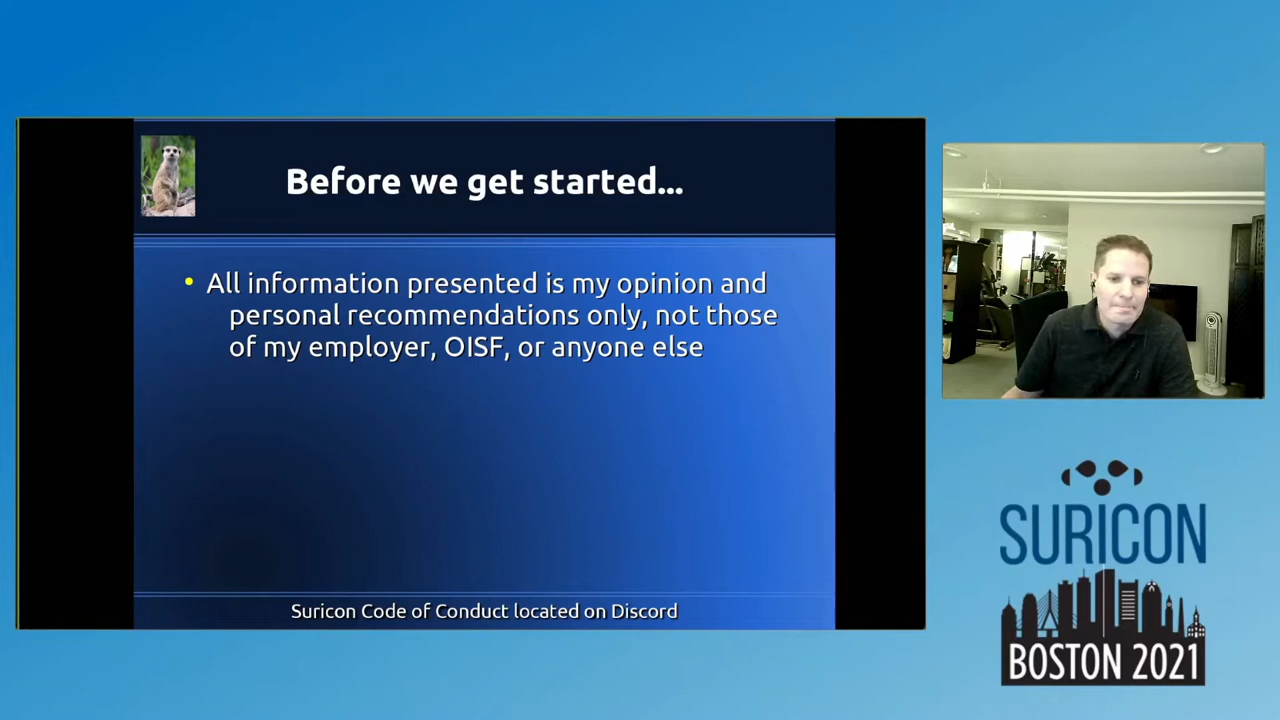 Before we get started...
All information presented is my opinion and
personal recommendations only, not those
of my employer, OISF, or anyone else
Suricon Code of Conduct located on Discord
SURICON
BOSTON 2021